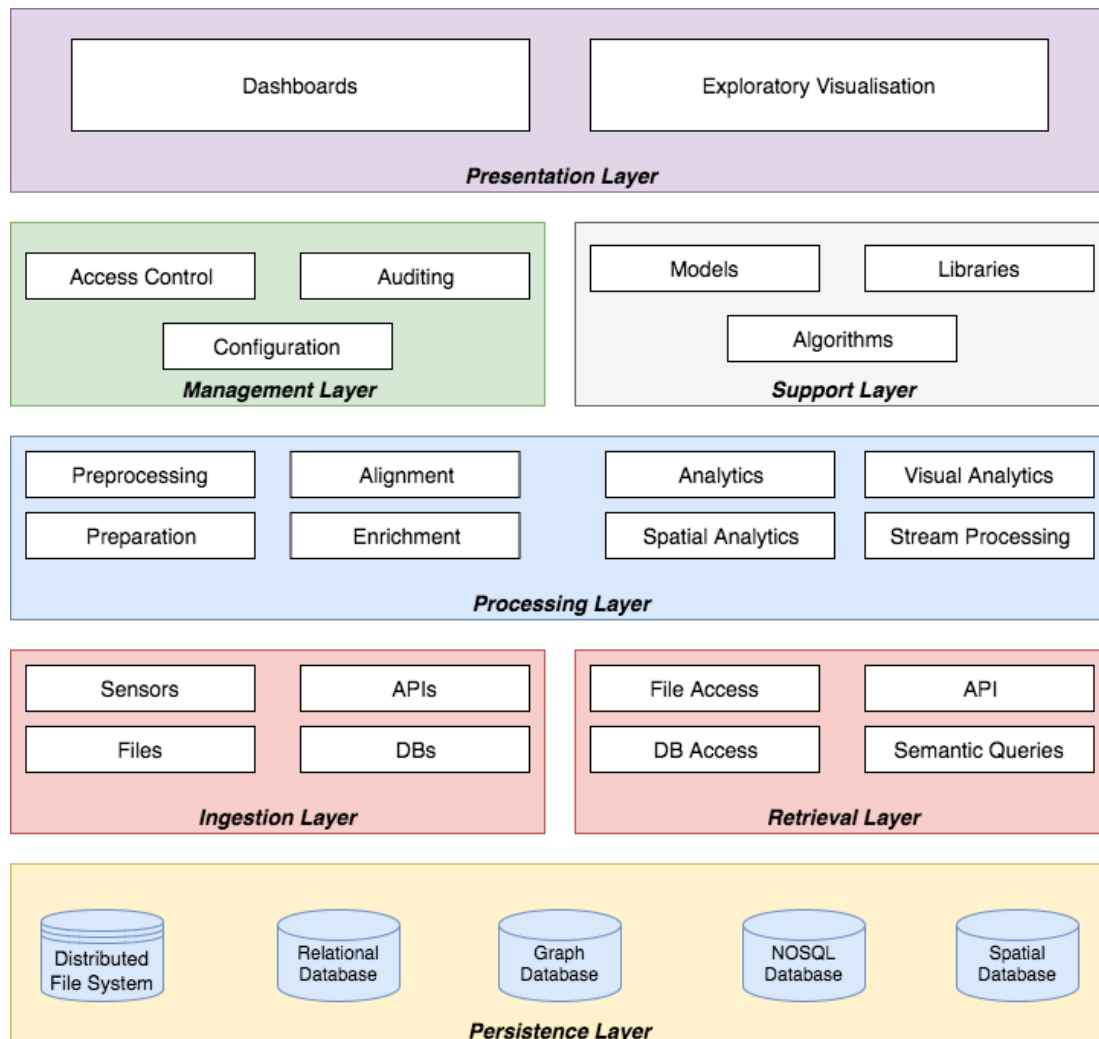 Dashboards
Exploratory Visualisation
Presentation Layer
Access Control
Auditing
Configuration
Management Layer
Models
Libraries
Algorithms
Support Layer
Preprocessing
Alignment
Analytics
Visual Analytics
Preparation
Enrichment
Spatial Analytics
Stream Processing
Processing Layer
Sensors
APIs
Files
DBs
Ingestion Layer
File Access
API
DB Access
Semantic Queries
Retrieval Layer
Distributed
File System
Relational
Database
Graph
Database
NOSQL
Database
Spatial
Database
Persistence Layer